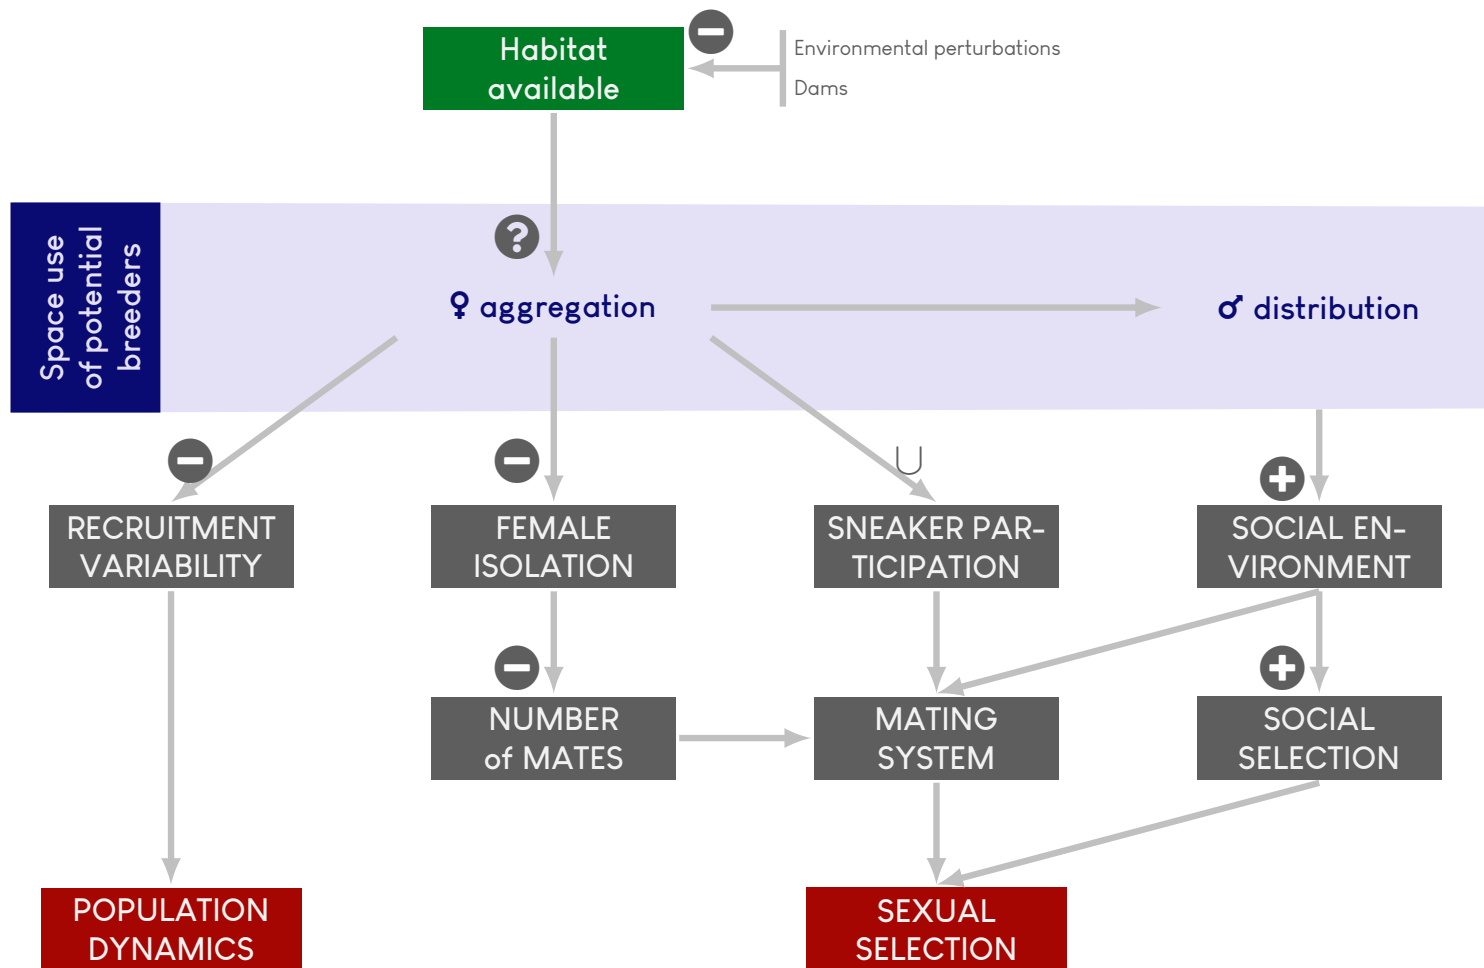 Habitat
available
Environmental perturbations
Dams
Space use
of potential
breeders
?
♀ aggregation
♂ distribution
U
RECRUITMENT
VARIABILITY
FEMALE
ISOLATION
SNEAKER PAR-
TICIPATION
SOCIAL EN-
VIRONMENT
NUMBER
of MATES
MATING
SYSTEM
SOCIAL
SELECTION
POPULATION
DYNAMICS
SEXUAL
SELECTION